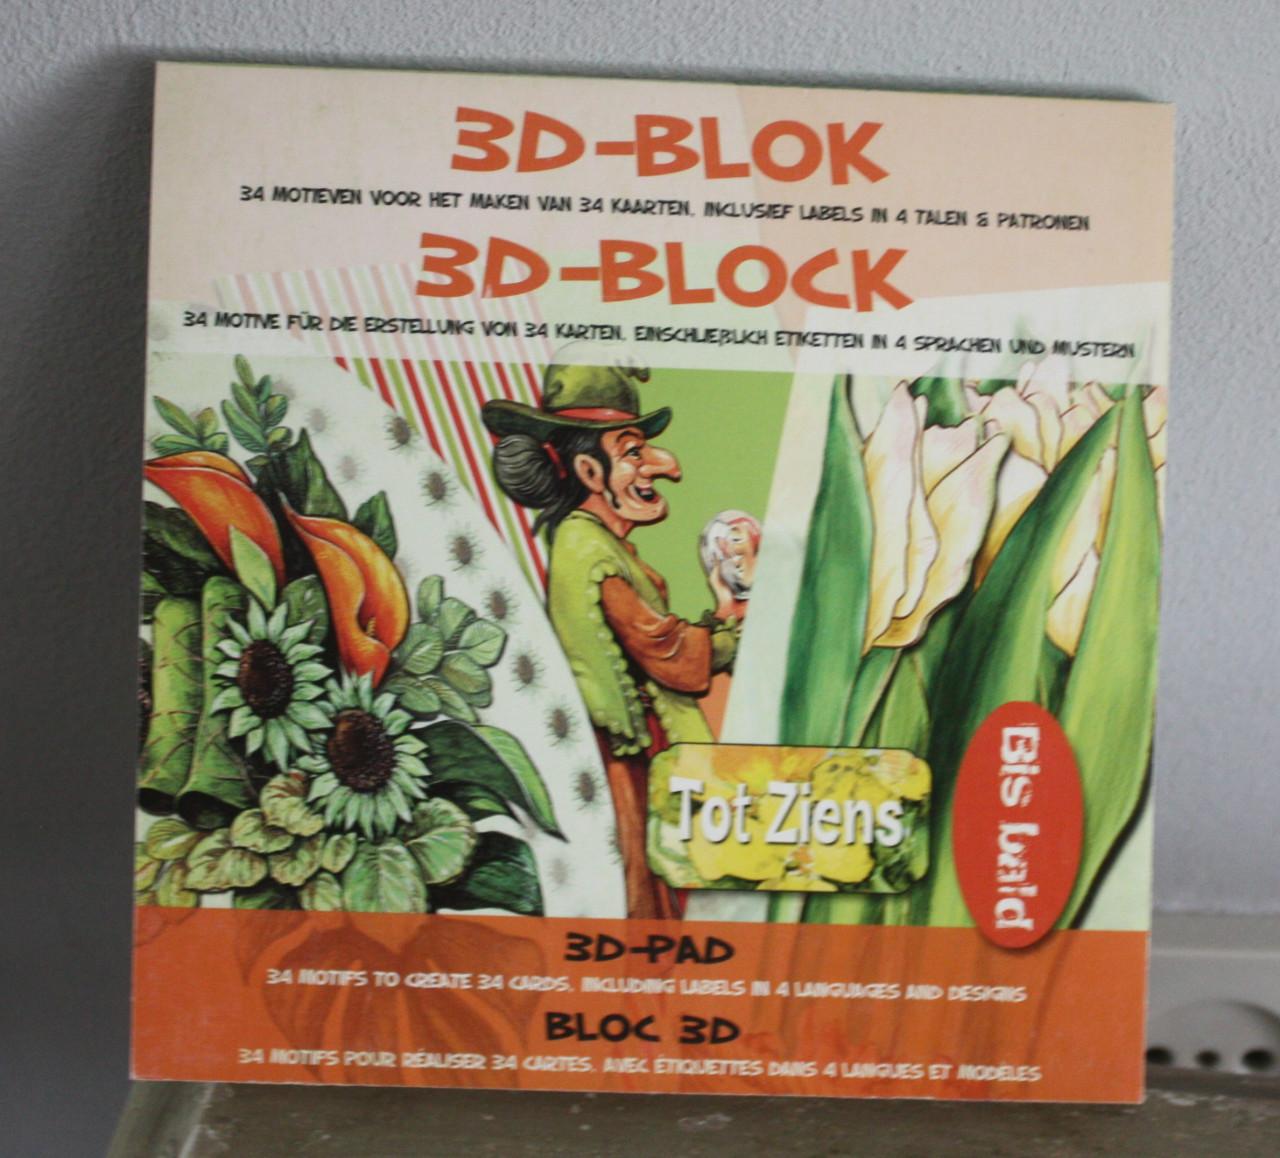 3D-BLOK
34 MOTIEVEN VOOR HET MAKEN VAN 34 KAARTEN, INCLUSIEF LABELS IN 4 TALEN & PATRONEN
3D-BLOCK
34 MOTIVE FÜR DIE ERSTELLUNG VON 34 KARTEN, EINSCHLIEßLICH ETIKETTEN IN 4 SPRACHEN UND MUSTERN
Tot Ziens
Bis bald
3D-PAD
34 MOTIFS TO CREATE 34 CARDS, INCLUDING LABELS IN 4 LANGUAGES AND DESIGNS
BLOC 3D
34 MOTIFS POUR RÉALISER 34 CARTES, AVEC ÉTIQUETTES DANS 4 LANGUES ET MODÈLES